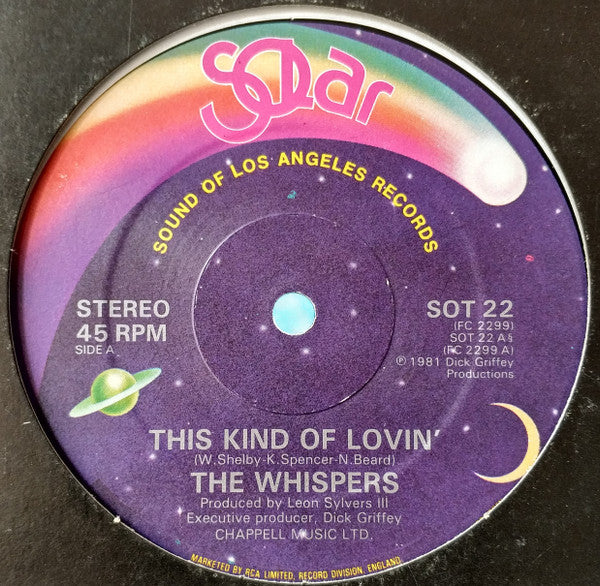 Solar
SOUND OF LOS ANGELES RECORDS
STEREO
45 RPM
SIDE A
SOT 22
(FC 2299)
SOT 22 A
(FC 2299 A)
℗ 1981 Dick Griffey
Productions
THIS KIND OF LOVIN'
(W.Shelby-K.Spencer-N.Beard)
THE WHISPERS
Produced by Leon Sylvers III
Executive producer, Dick Griffey
CHAPPELL MUSIC LTD.
MARKETED BY RCA LIMITED, RECORD DIVISION, ENGLAND.